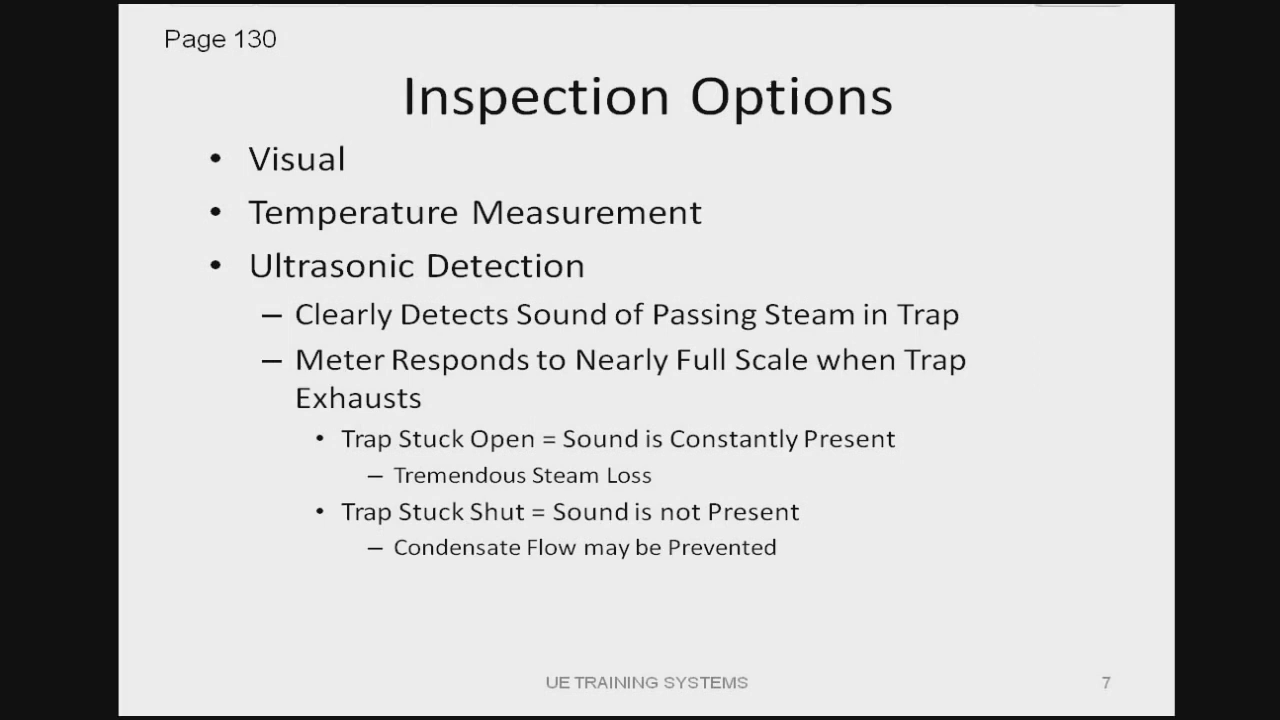 Page 130
Inspection Options
• Visual
• Temperature Measurement
• Ultrasonic Detection
– Clearly Detects Sound of Passing Steam in Trap
– Meter Responds to Nearly Full Scale when Trap
Exhausts
• Trap Stuck Open = Sound is Constantly Present
– Tremendous Steam Loss
• Trap Stuck Shut = Sound is not Present
– Condensate Flow may be Prevented
UE TRAINING SYSTEMS
7